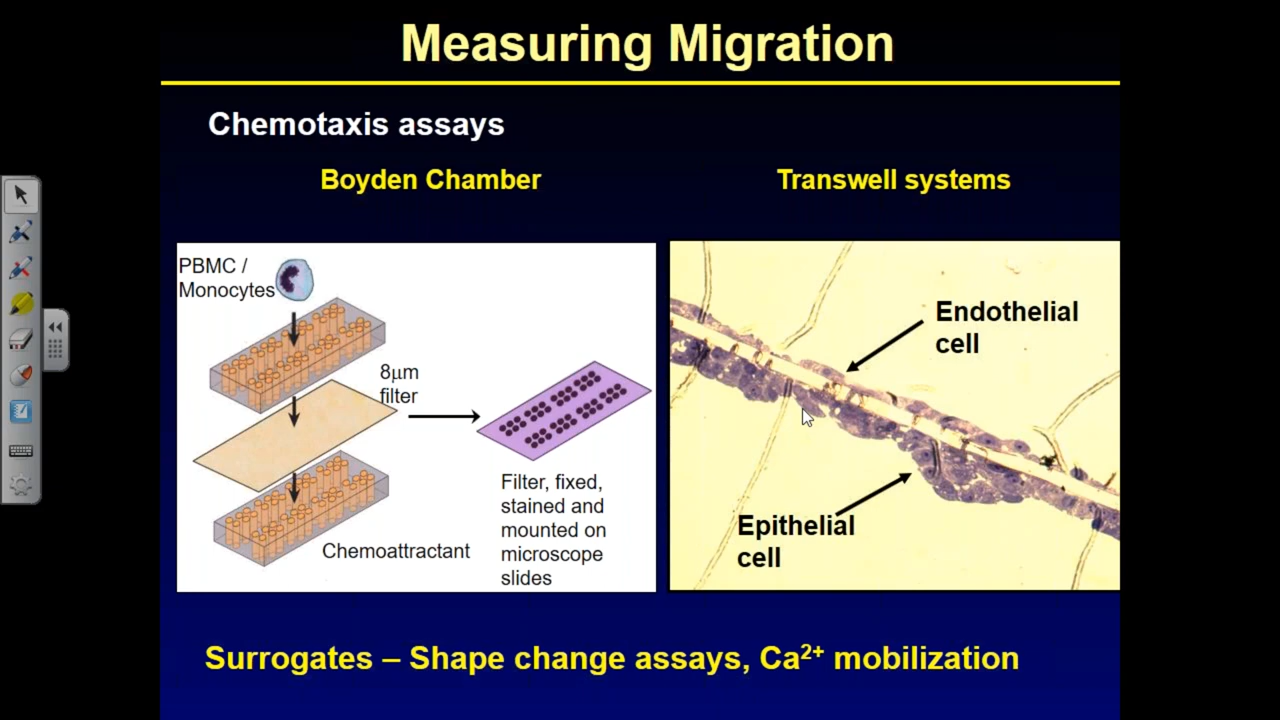 Measuring Migration
Chemotaxis assays
Boyden Chamber
Transwell systems
PBMC /
Monocytes
8μm
filter
Chemoattractant
Filter, fixed,
stained and
mounted on
microscope
slides
Endothelial
cell
Epithelial
cell
Surrogates – Shape change assays, Ca²⁺ mobilization